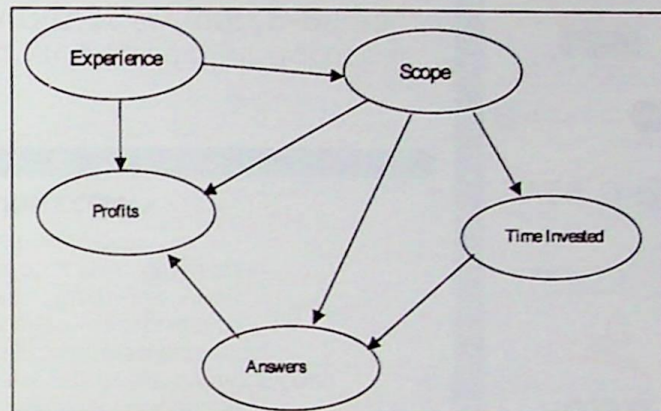 Experience
Scope
Profits
Time Invested
Answers